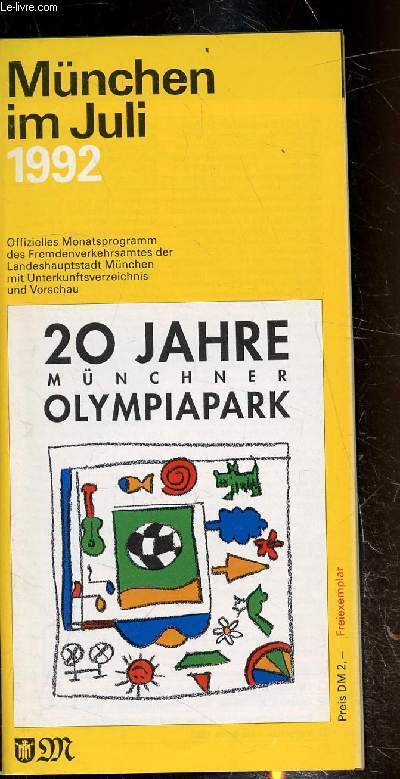 Le-livre.com
München
im Juli
1992
Offizielles Monatsprogramm
des Fremdenverkehrsamtes der
Landeshauptstadt München
mit Unterkunftsverzeichnis
und Vorschau
20 JAHRE
MÜNCHNER
OLYMPIAPARK
Preis DM 2,– Freiexemplar
M